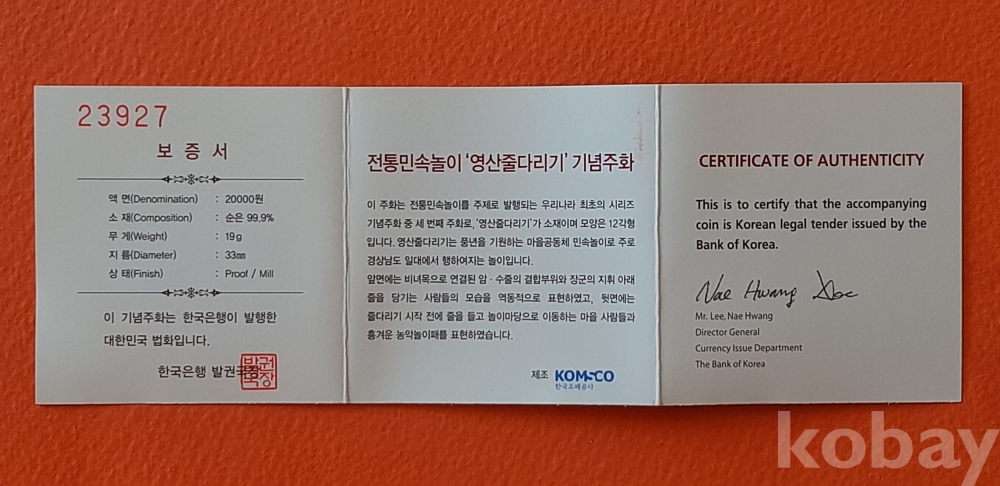 23927
보 증 서
액 면(Denomination) : 20000원
소 재(Composition) : 순은 99.9%
무 게(Weight) : 19g
지 름(Diameter) : 33㎜
상 태(Finish) : Proof / Mill
이 기념주화는 한국은행이 발행한
대한민국 법화입니다.
한국은행 발권국장
발권국장
전통민속놀이 '영산줄다리기' 기념주화
이 주화는 전통민속놀이를 주제로 발행되는 우리나라 최초의 시리즈
기념주화 중 세 번째 주화로, '영산줄다리기'가 소재이며 모양은 12각형
입니다. 영산줄다리기는 풍년을 기원하는 마을공동체 민속놀이로 주로
경상남도 일대에서 행하여지는 놀이입니다.
앞면에는 비녀목으로 연결된 암·수줄의 결합부위와 장군의 지휘 아래
줄을 당기는 사람들의 모습을 역동적으로 표현하였고, 뒷면에는
줄다리기 시작 전에 줄을 들고 놀이마당으로 이동하는 마을 사람들과
흥겨운 농악놀이패를 표현하였습니다.
제조 KOMSCO
한국조폐공사
CERTIFICATE OF AUTHENTICITY
This is to certify that the accompanying
coin is Korean legal tender issued by the
Bank of Korea.
Nae Hwang Lee
Mr. Lee, Nae Hwang
Director General
Currency Issue Department
The Bank of Korea
kobay